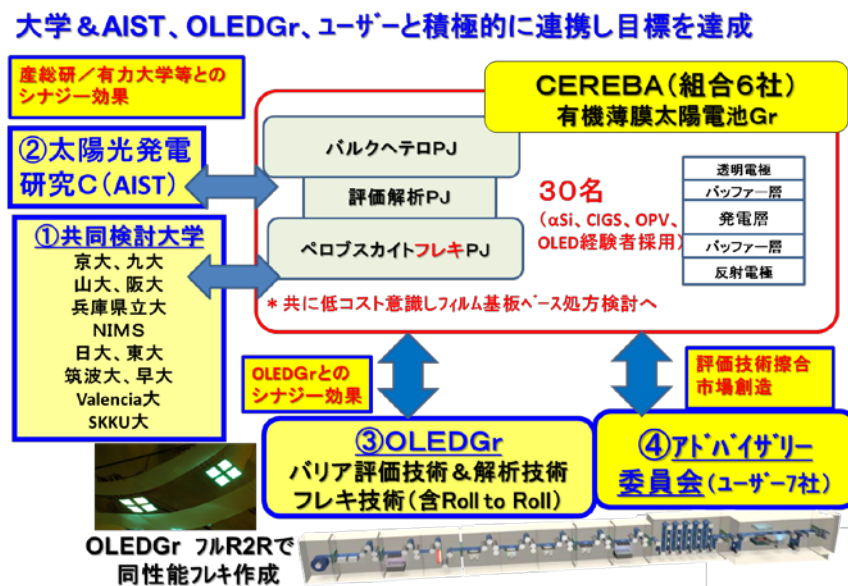 大学＆AIST、OLEDGr、ユーザーと積極的に連携し目標を達成
産総研／有力大学等との
シナジー効果
CEREBA（組合6社）
有機薄膜太陽電池Gr
②太陽光発電
研究C（AIST）
バルクヘテロPJ
評価解析PJ
ペロブスカイトフレキPJ
30名
（αSi、CIGS、OPV、
OLED経験者採用）
透明電極
バッファー層
発電層
バッファー層
反射電極
＊共に低コスト意識しフィルム基板ベース処方検討へ
①共同検討大学
京大、九大
山大、阪大
兵庫県立大
NIMS
日大、東大
筑波大、早大
Valencia大
SKKU大
OLEDGrとの
シナジー効果
評価技術擦合
市場創造
③OLEDGr
バリア評価技術＆解析技術
フレキ技術（含Roll to Roll）
④アドバイザリー
委員会（ユーザー7社）
OLEDGr フルR2Rで
同性能フレキ作成